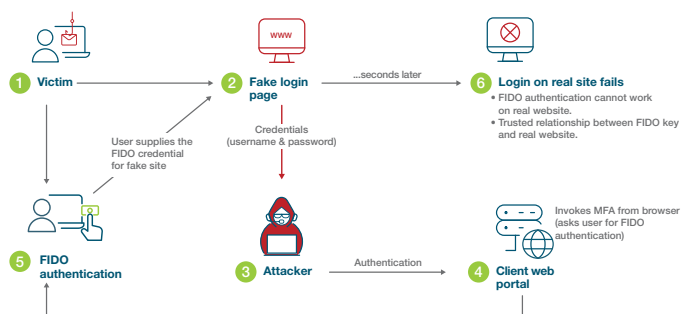 www
1 Victim
2 Fake login
page
...seconds later
6 Login on real site fails
• FIDO authentication cannot work
on real website.
• Trusted relationship between FIDO key
and real website.
User supplies the
FIDO credential
for fake site
Credentials
(username & password)
5 FIDO
authentication
3 Attacker
Authentication
4 Client web
portal
Invokes MFA from browser
(asks user for FIDO
authentication)